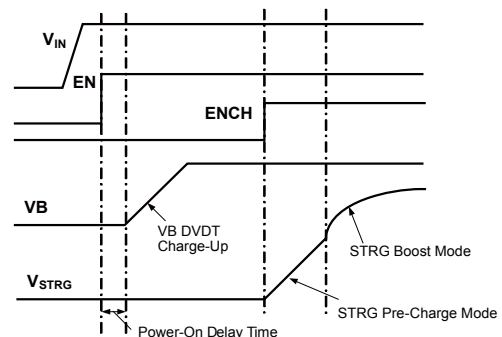 VIN
EN
ENCH
VB
VB DVDT
Charge-Up
STRG Boost Mode
VSTRG
STRG Pre-Charge Mode
Power-On Delay Time